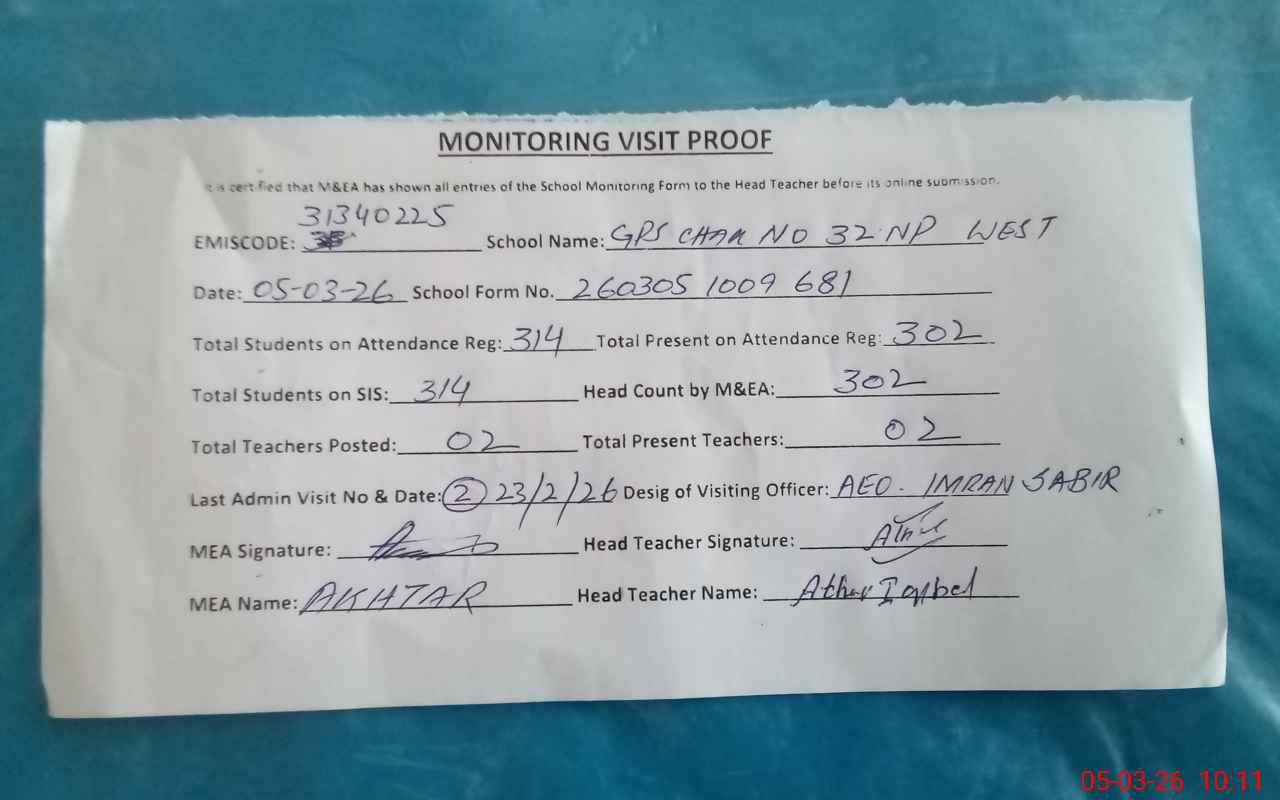 MONITORING VISIT PROOF
It is certified that M&EA has shown all entries of the School Monitoring Form to the Head Teacher before its online submission.
31340225
EMISCODE: School Name: GPS CHAK NO 32 NP WEST
Date: 05-03-26 School Form No. 260305 1009 681
Total Students on Attendance Reg: 314 Total Present on Attendance Reg: 302
Total Students on SIS: 314 Head Count by M&EA: 302
Total Teachers Posted: 02 Total Present Teachers: 02
Last Admin Visit No & Date: 2 23/2/26 Desig of Visiting Officer: AEO. IMRAN SABIR
MEA Signature: Head Teacher Signature:
MEA Name: AKHTAR Head Teacher Name: Ather Iqbal
05-03-26 10:11